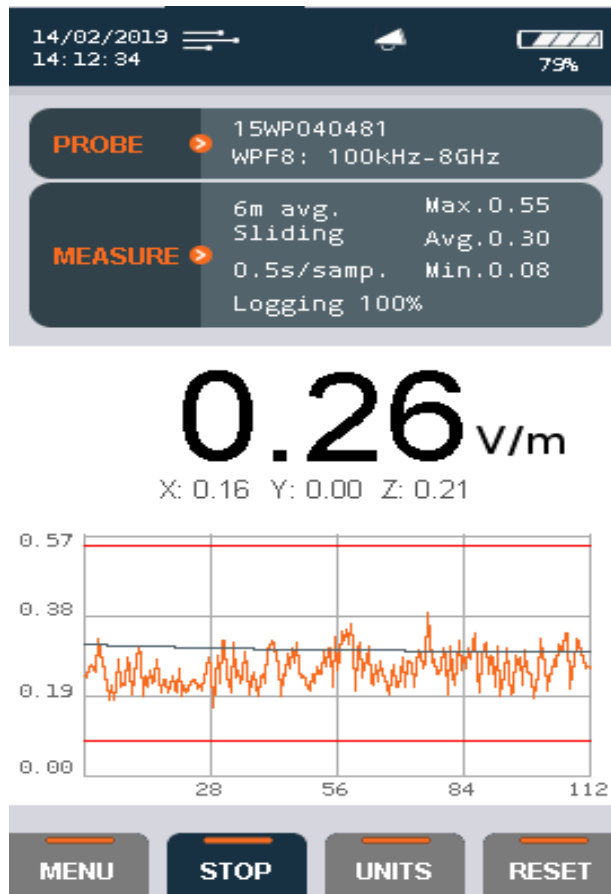 14/02/2019
14:12:34
79%
PROBE
15WP040481
WPF8: 100kHz-8GHz
MEASURE
6m avg.
Sliding
0.5s/samp.
Logging 100%
Max.0.55
Avg.0.30
Min.0.08
0.26 V/m
X: 0.16 Y: 0.00 Z: 0.21
0.57
0.38
0.19
0.00
28 56 84 112
MENU STOP UNITS RESET